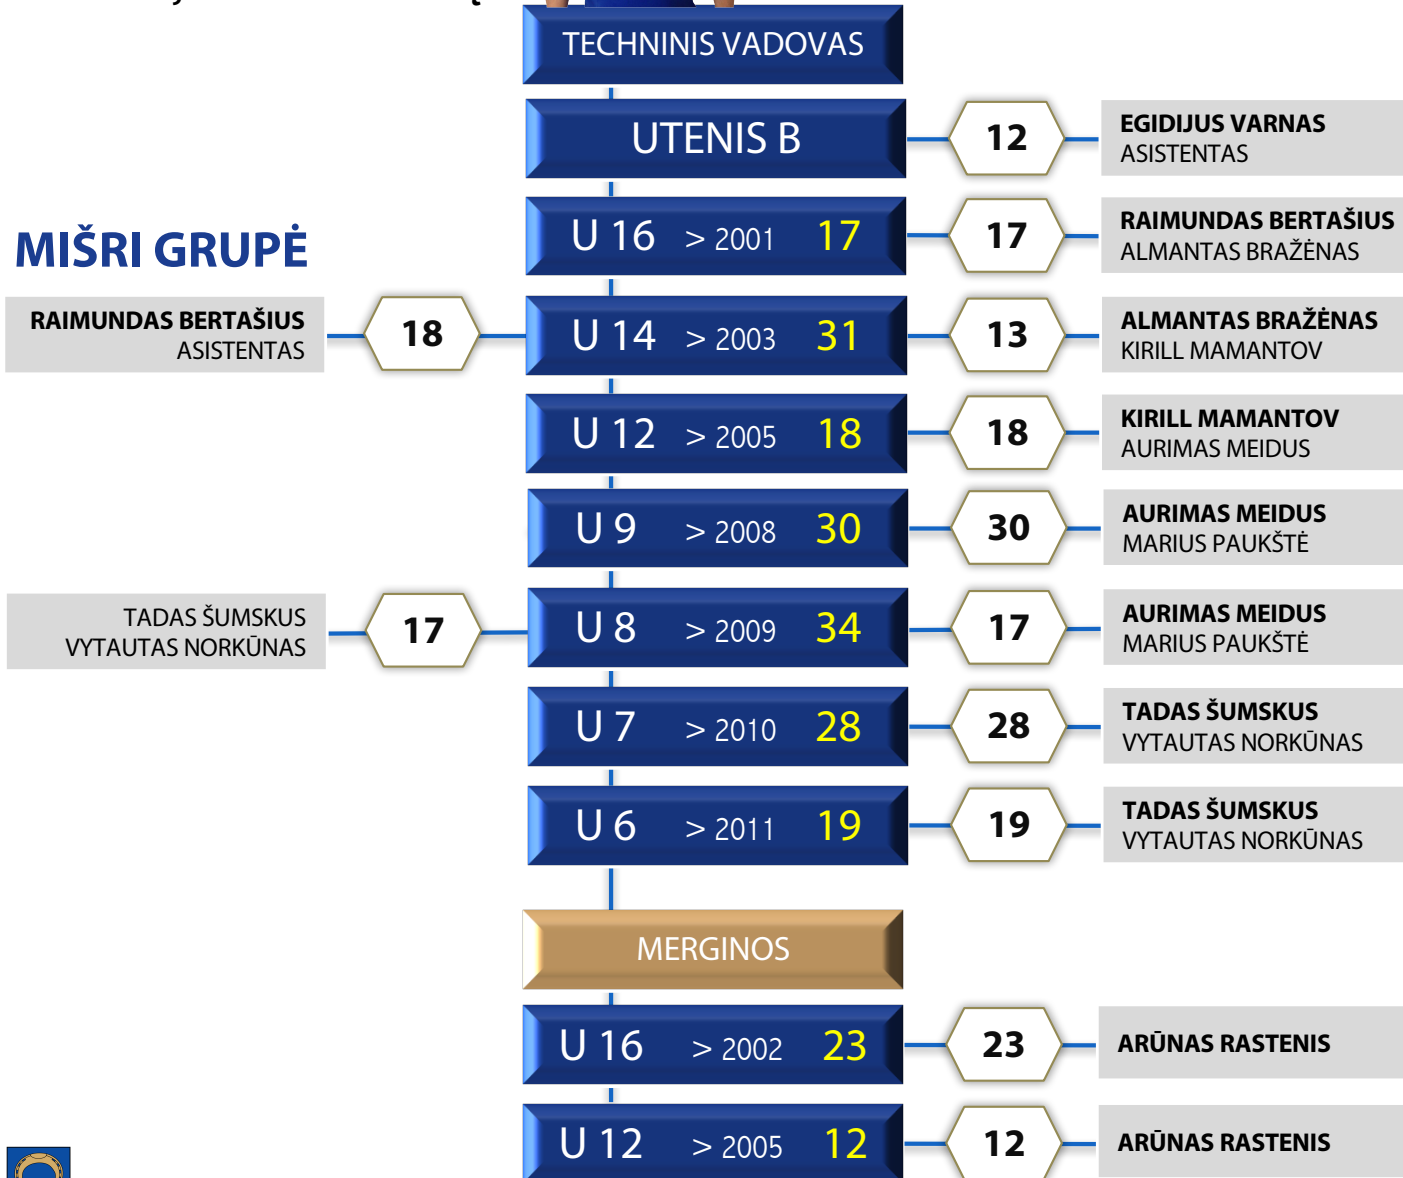 TECHNINIS VADOVAS
UTENIS B
12
EGIDIJUS VARNAS
ASISTENTAS
U 16 > 2001 17
17
RAIMUNDAS BERTAŠIUS
ALMANTAS BRAŽĖNAS
MIŠRI GRUPĖ
RAIMUNDAS BERTAŠIUS
ASISTENTAS
18
U 14 > 2003 31
13
ALMANTAS BRAŽĖNAS
KIRILL MAMANTOV
U 12 > 2005 18
18
KIRILL MAMANTOV
AURIMAS MEIDUS
U 9 > 2008 30
30
AURIMAS MEIDUS
MARIUS PAUKŠTĖ
TADAS ŠUMSKUS
VYTAUTAS NORKŪNAS
17
U 8 > 2009 34
17
AURIMAS MEIDUS
MARIUS PAUKŠTĖ
U 7 > 2010 28
28
TADAS ŠUMSKUS
VYTAUTAS NORKŪNAS
U 6 > 2011 19
19
TADAS ŠUMSKUS
VYTAUTAS NORKŪNAS
MERGINOS
U 16 > 2002 23
23
ARŪNAS RASTENIS
U 12 > 2005 12
12
ARŪNAS RASTENIS